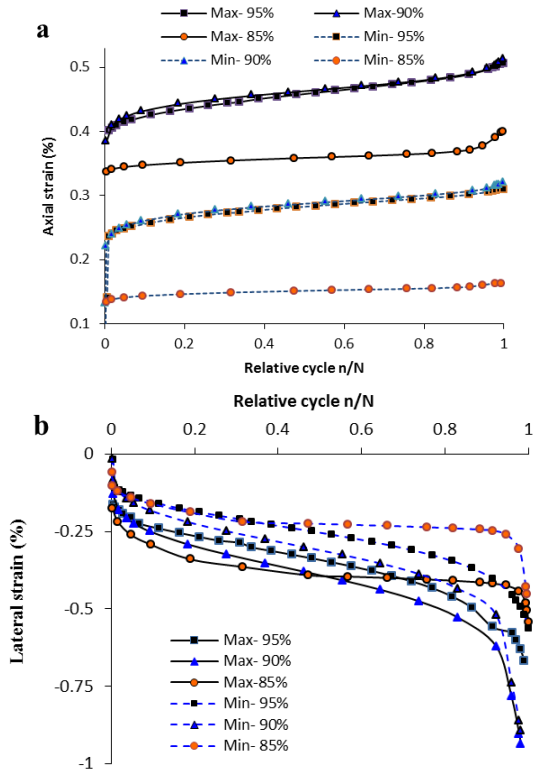 a
Max- 95%
Max-90%
Max- 85%
Min- 95%
Min- 90%
Min- 85%
0.5
0.4
0.3
0.2
0.1
Axial strain (%)
0
0.2
0.4
0.6
0.8
1
Relative cycle n/N
b
Relative cycle n/N
0
0.2
0.4
0.6
0.8
1
0
-0.25
-0.5
-0.75
-1
Lateral strain (%)
Max- 95%
Max- 90%
Max-85%
Min- 95%
Min- 90%
Min- 85%